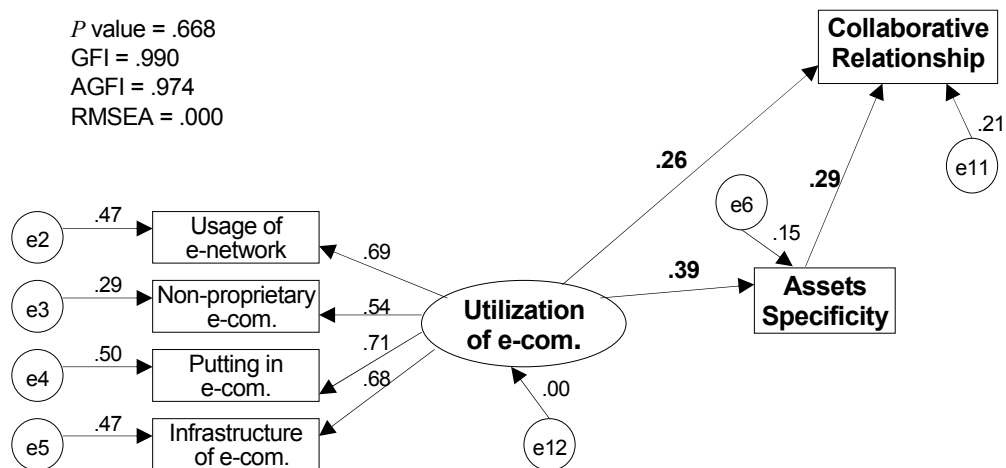 P value = .668
GFI = .990
AGFI = .974
RMSEA = .000
Collaborative
Relationship
.21
e11
.26
.29
e6
.15
.39
Assets
Specificity
e2
.47
Usage of
e-network
.69
e3
.29
Non-proprietary
e-com.
.54
Utilization
of e-com.
e4
.50
Putting in
e-com.
.71
e5
.47
Infrastructure
of e-com.
.68
.00
e12